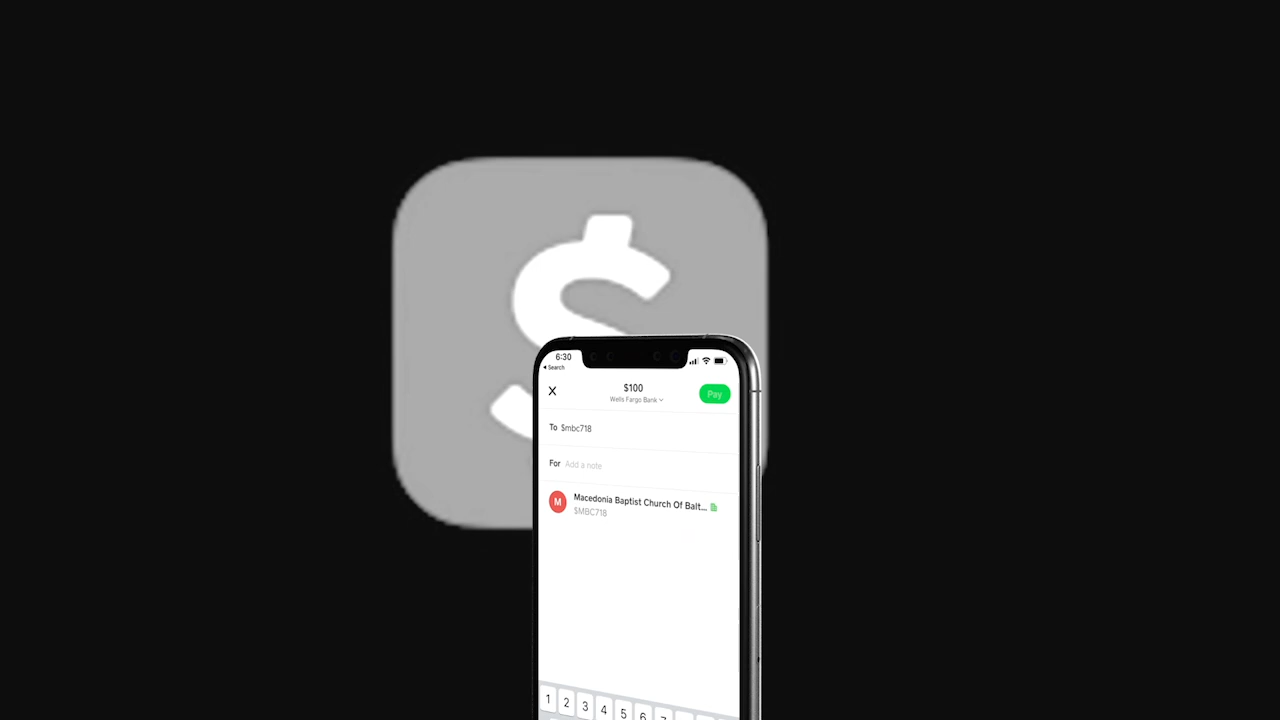 $
6:30
◀ Search
X
$100
Wells Fargo Bank
Pay
To $mbc718
For Add a note
M
Macedonia Baptist Church Of Balt...
$MBC718
1 2 3 4 5 6 7